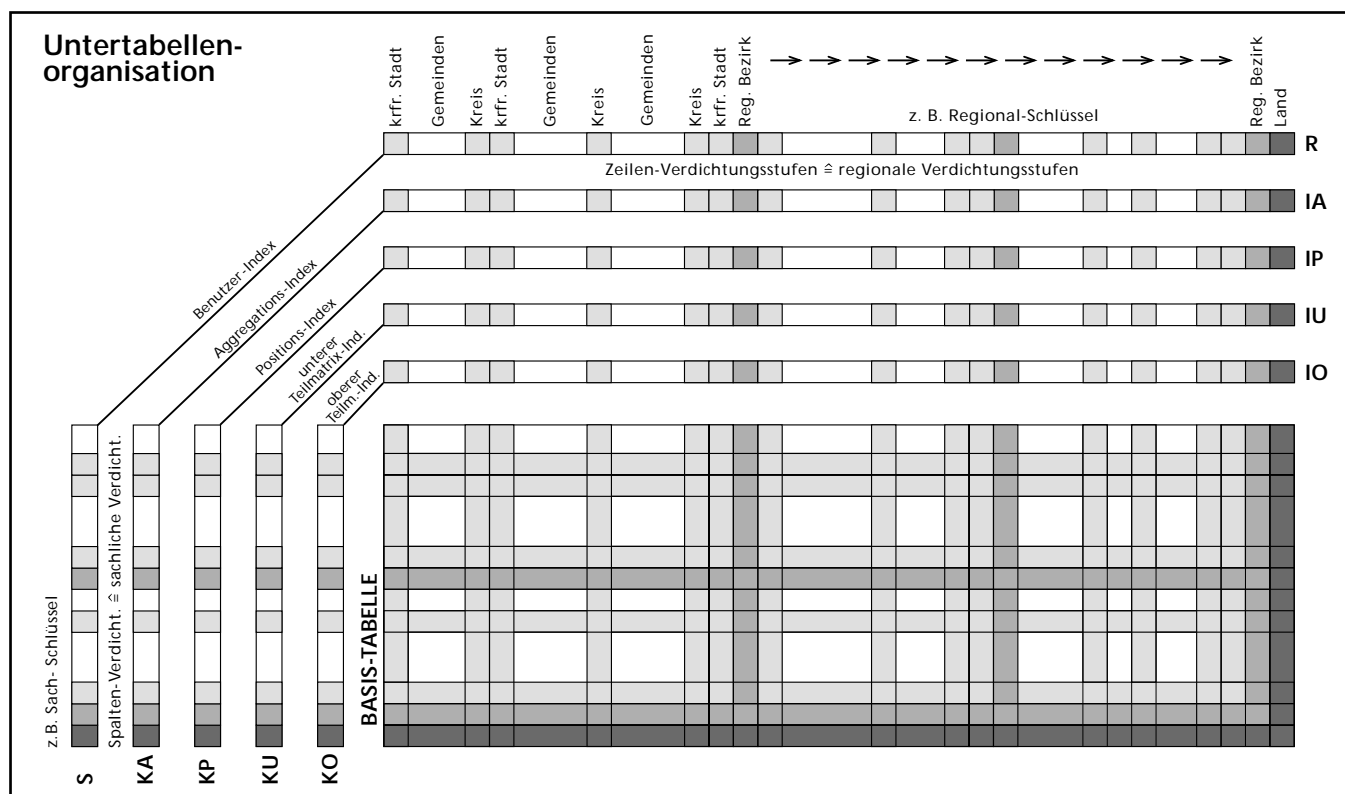 Untertabellen-
organisation
krfr. Stadt
Gemeinden
Kreis
krfr. Stadt
Gemeinden
Kreis
Gemeinden
Kreis
krfr. Stadt
Reg. Bezirk
z. B. Regional-Schlüssel
Reg. Bezirk
Land
R
Zeilen-Verdichtungsstufen ≙ regionale Verdichtungsstufen
IA
IP
IU
IO
Benutzer-Index
Aggregations-Index
Positions-Index
unterer
Teilmatrix-Ind.
oberer
Teilm.-Ind.
z.B. Sach- Schlüssel
Spalten-Verdicht. ≙ sachliche Verdicht.
BASIS-TABELLE
S
KA
KP
KU
KO